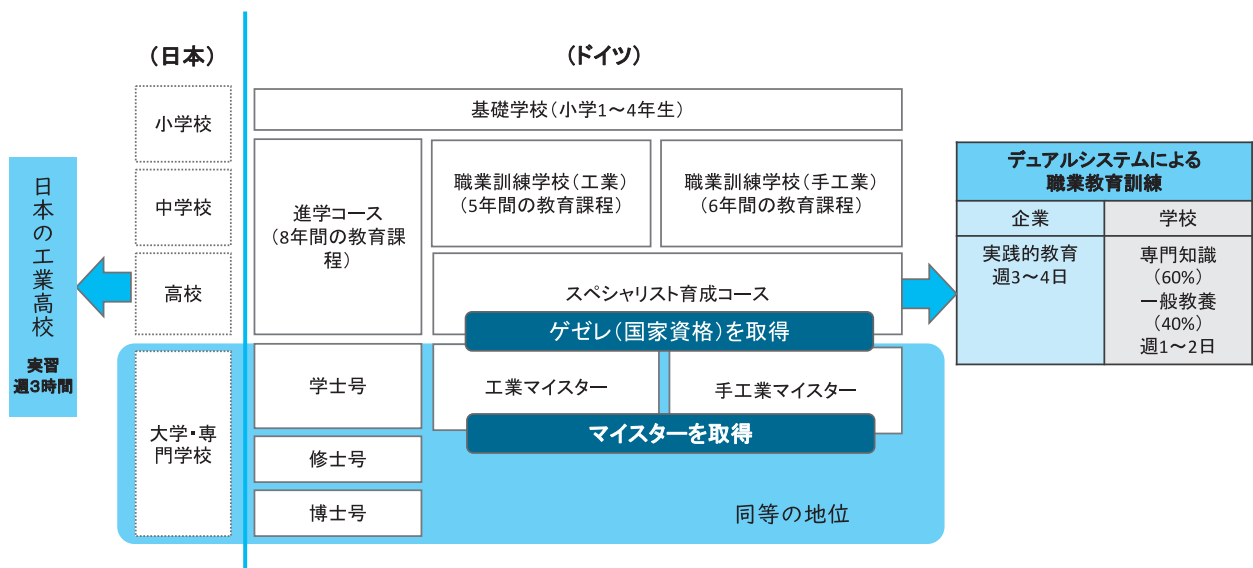 (日本)
(ドイツ)
小学校
中学校
高校
大学・専
門学校
日本の工業高校
実習
週3時間
基礎学校(小学1～4年生)
進学コース
(8年間の教育課
程)
職業訓練学校(工業)
(5年間の教育課程)
職業訓練学校(手工業)
(6年間の教育課程)
スペシャリスト育成コース
ゲゼレ(国家資格)を取得
学士号
修士号
博士号
工業マイスター
手工業マイスター
マイスターを取得
同等の地位
デュアルシステムによる
職業教育訓練
企業
学校
実践的教育
週3～4日
専門知識
(60%)
一般教養
(40%)
週1～2日